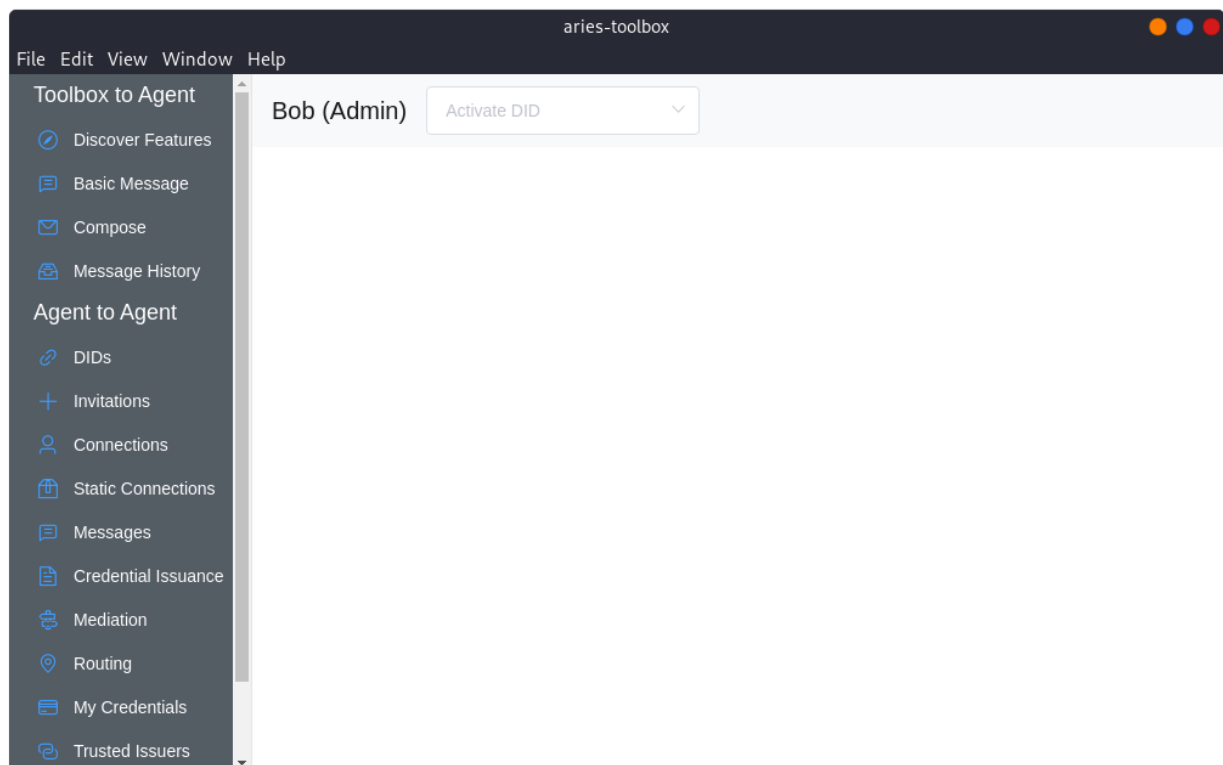 aries-toolbox
File Edit View Window Help
Toolbox to Agent
Discover Features
Basic Message
Compose
Message History
Agent to Agent
DIDs
Invitations
Connections
Static Connections
Messages
Credential Issuance
Mediation
Routing
My Credentials
Trusted Issuers
Bob (Admin)
Activate DID